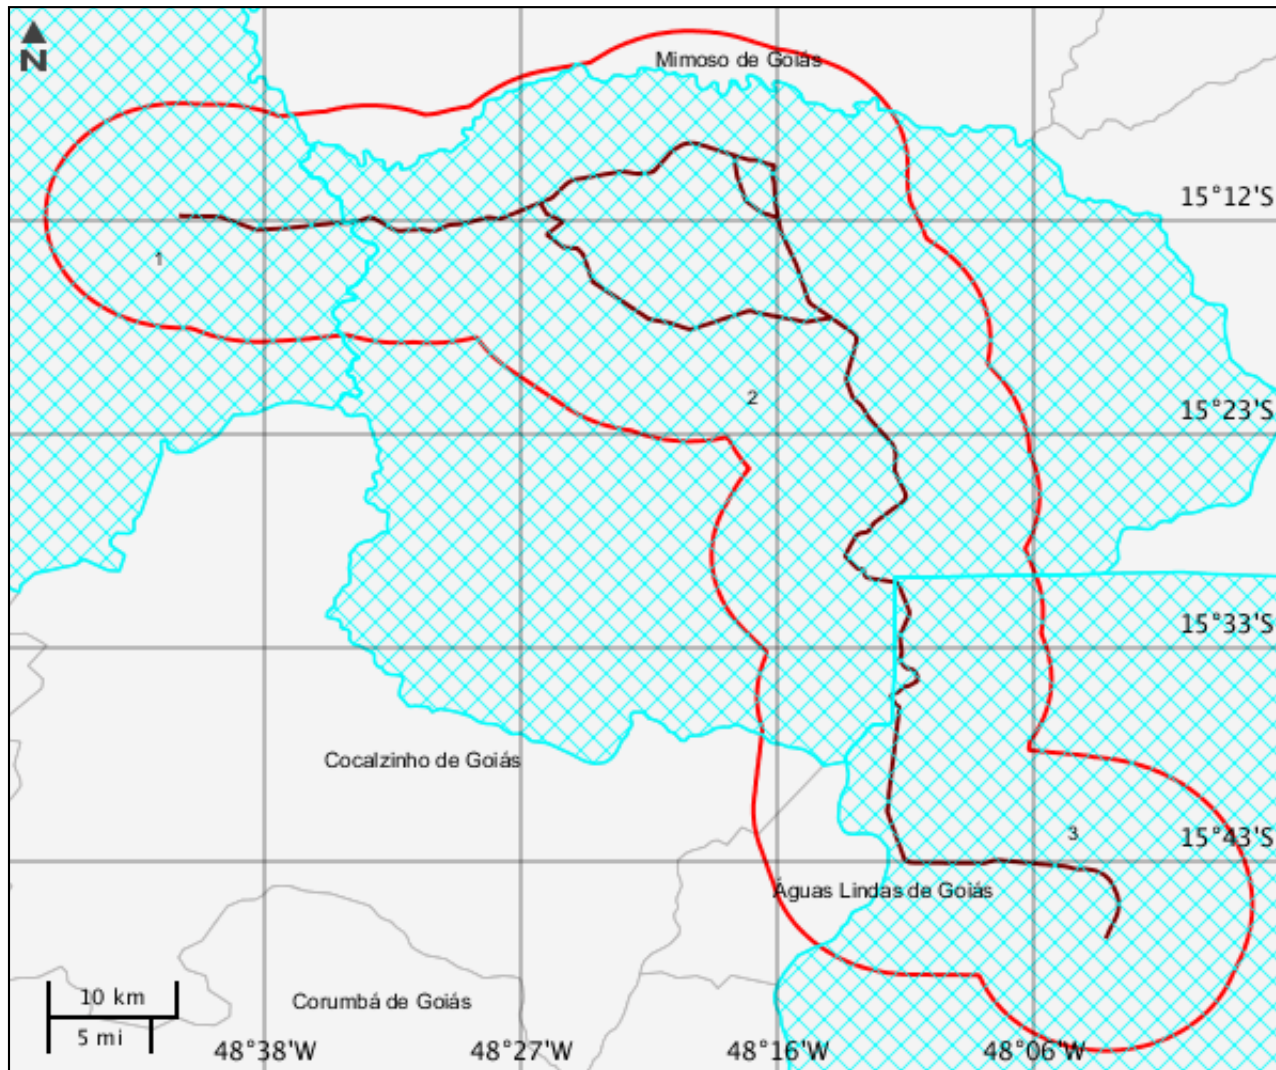 N
Mimoso de Goiás
15°12'S
1
2
15°23'S
15°33'S
Cocalzinho de Goiás
3
15°43'S
Águas Lindas de Goiás
10 km
5 mi
Corumbá de Goiás
48°38'W
48°27'W
48°16'W
48°06'W